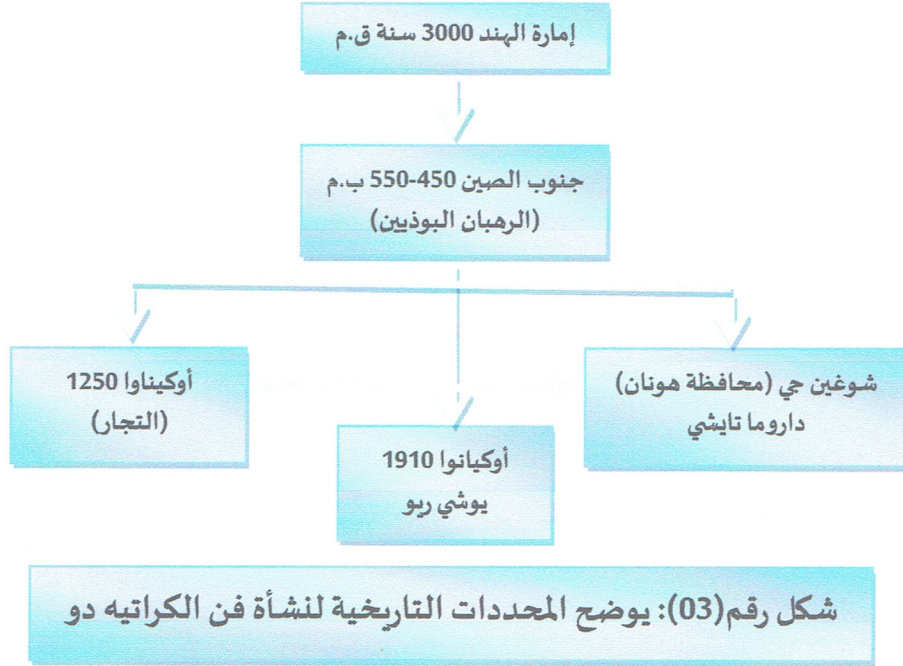 إمارة الهند 3000 سنة ق.م
جنوب الصين 450-550 ب.م
(الرهبان البوذيين)
شوغين جي (محافظة هونان)
داروما تايشي
أوكيانوا 1910
يوشي ريو
أوكيناوا 1250
(التجار)
شكل رقم(03): يوضح المحددات التاريخية لنشأة فن الكراتيه دو